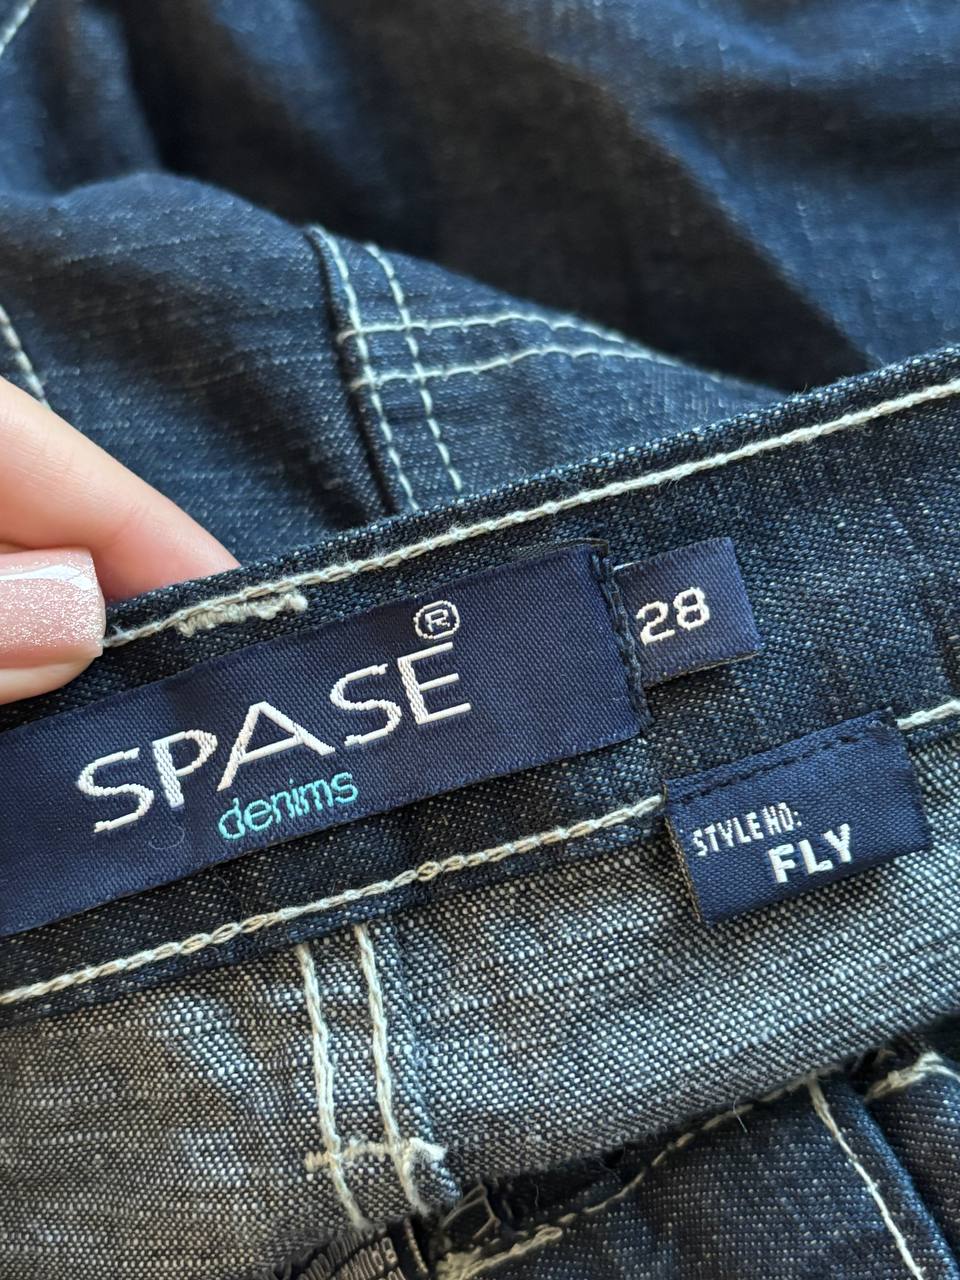 SPASE®
denims
28
STYLE NO:
FLY